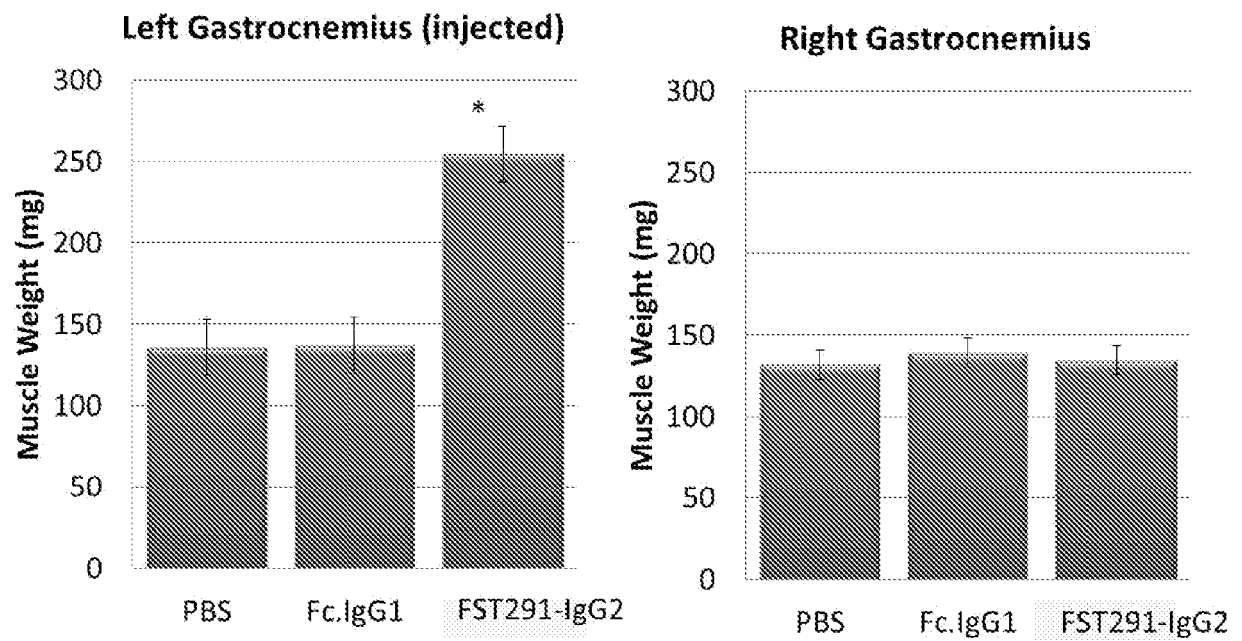 Left Gastrocnemius (injected)
Muscle Weight (mg)
300
250
200
150
100
50
0
*
PBS Fc.IgG1 FST291-IgG2
Right Gastrocnemius
Muscle Weight (mg)
300
250
200
150
100
50
0
PBS Fc.IgG1 FST291-IgG2